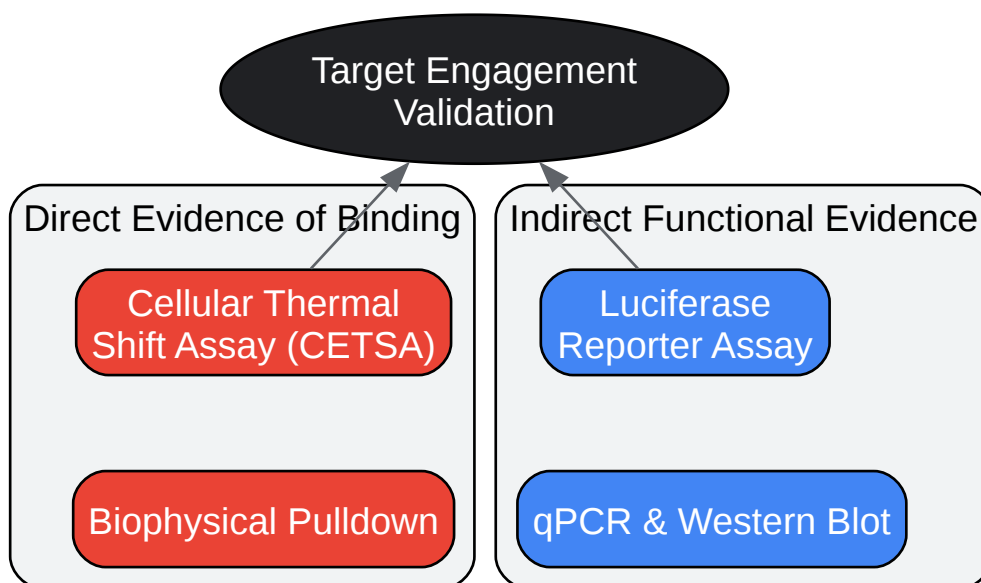 Target Engagement
Validation
Direct Evidence of Binding
Indirect Functional Evidence
Cellular Thermal
Shift Assay (CETSA)
Luciferase
Reporter Assay
Biophysical Pulldown
qPCR & Western Blot